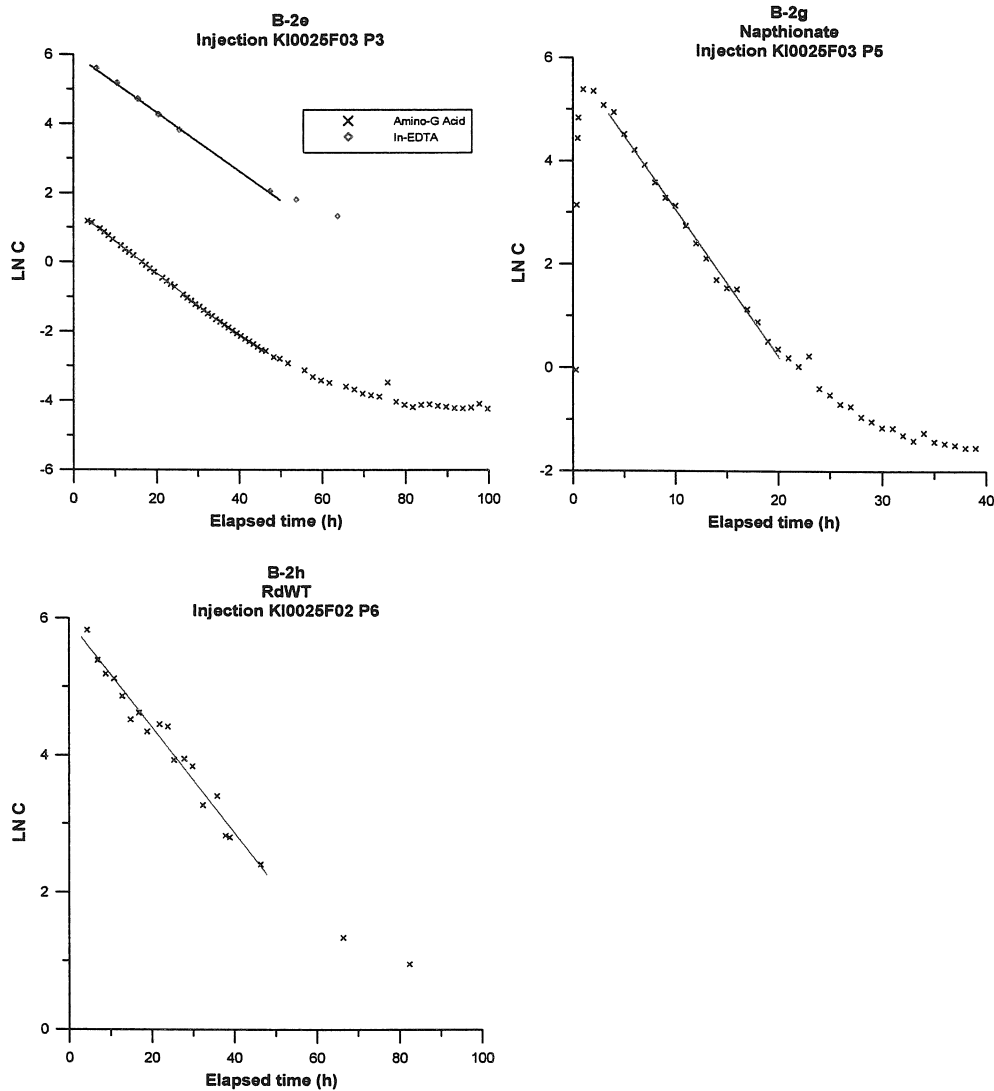 B-2e
Injection KI0025F03 P3
6
4
2
0
-2
-4
-6
LN C
Amino-G Acid
In-EDTA
0
20
40
60
80
100
Elapsed time (h)
B-2g
Napthionate
Injection KI0025F03 P5
6
4
2
0
-2
LN C
0
10
20
30
40
Elapsed time (h)
B-2h
RdWT
Injection KI0025F02 P6
6
4
2
0
LN C
0
20
40
60
80
100
Elapsed time (h)